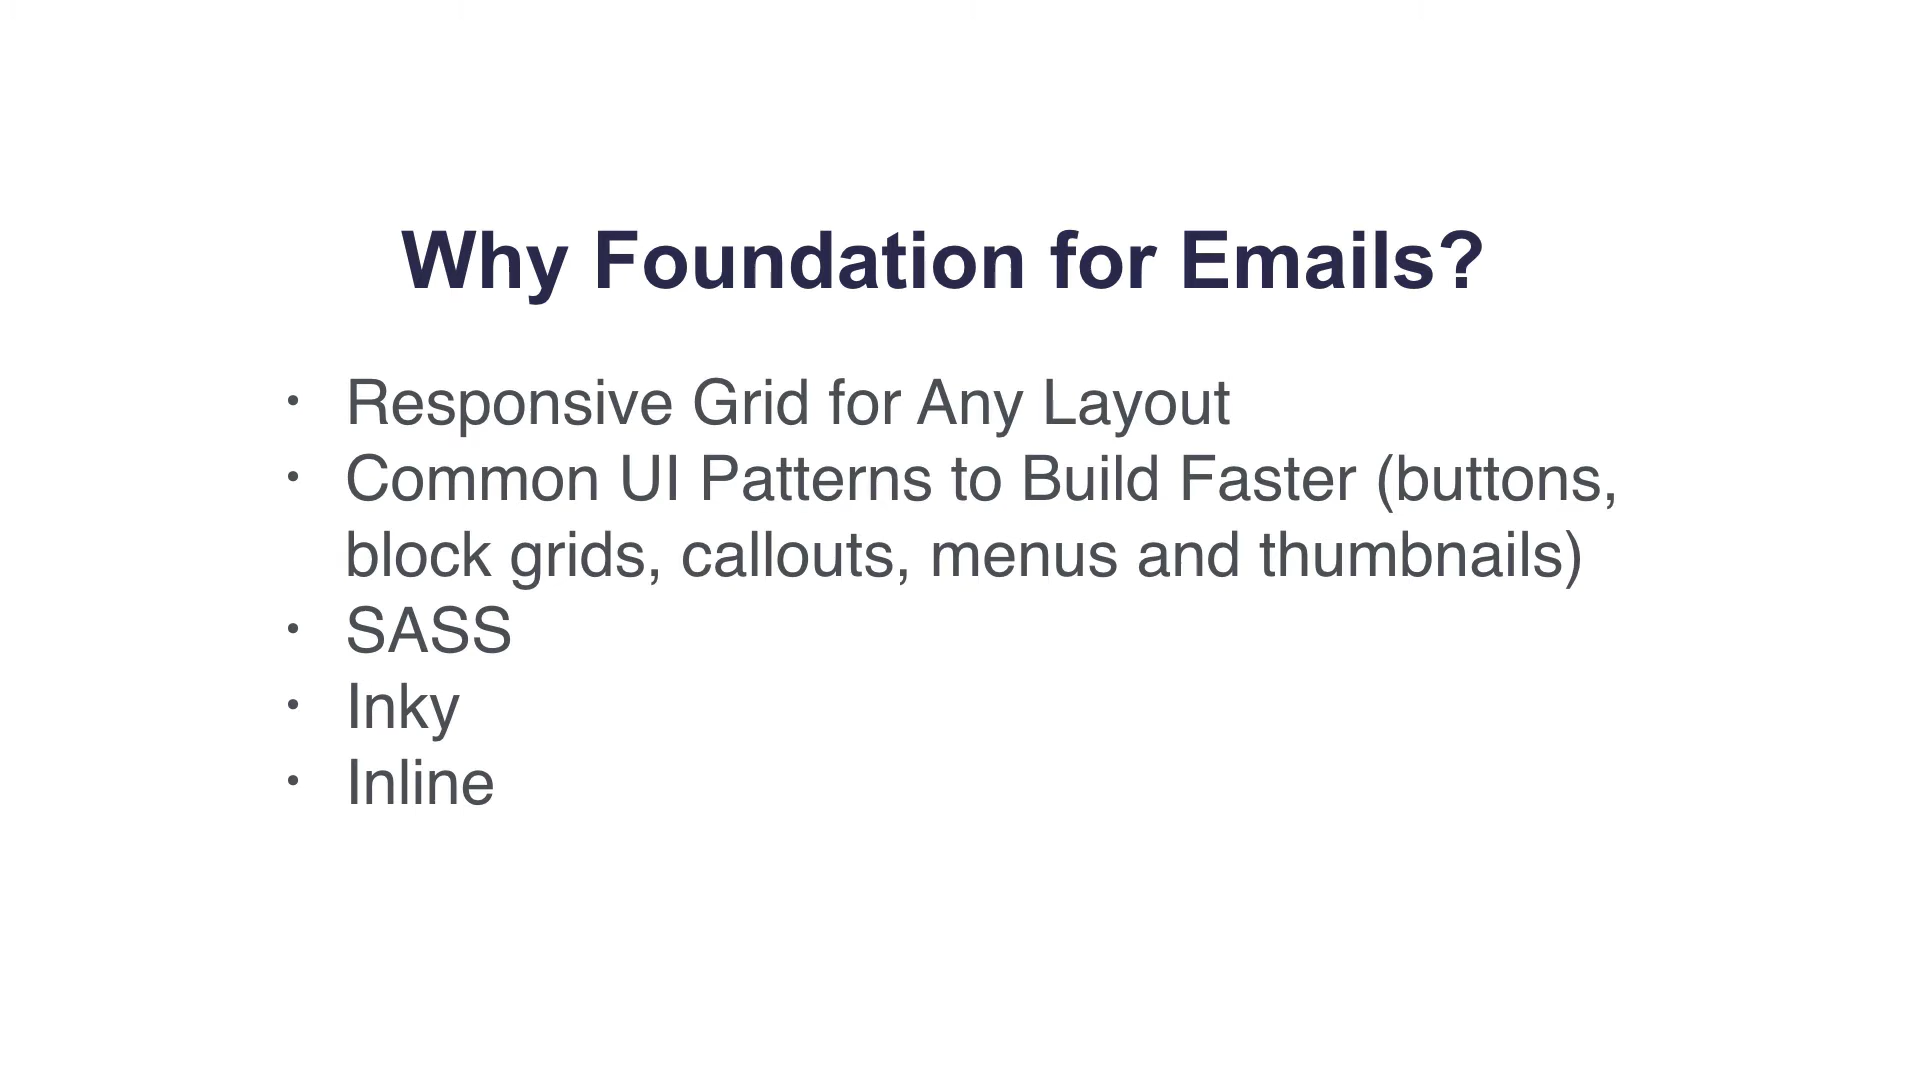 Why Foundation for Emails?
• Responsive Grid for Any Layout
• Common UI Patterns to Build Faster (buttons,
block grids, callouts, menus and thumbnails)
• SASS
• Inky
• Inline